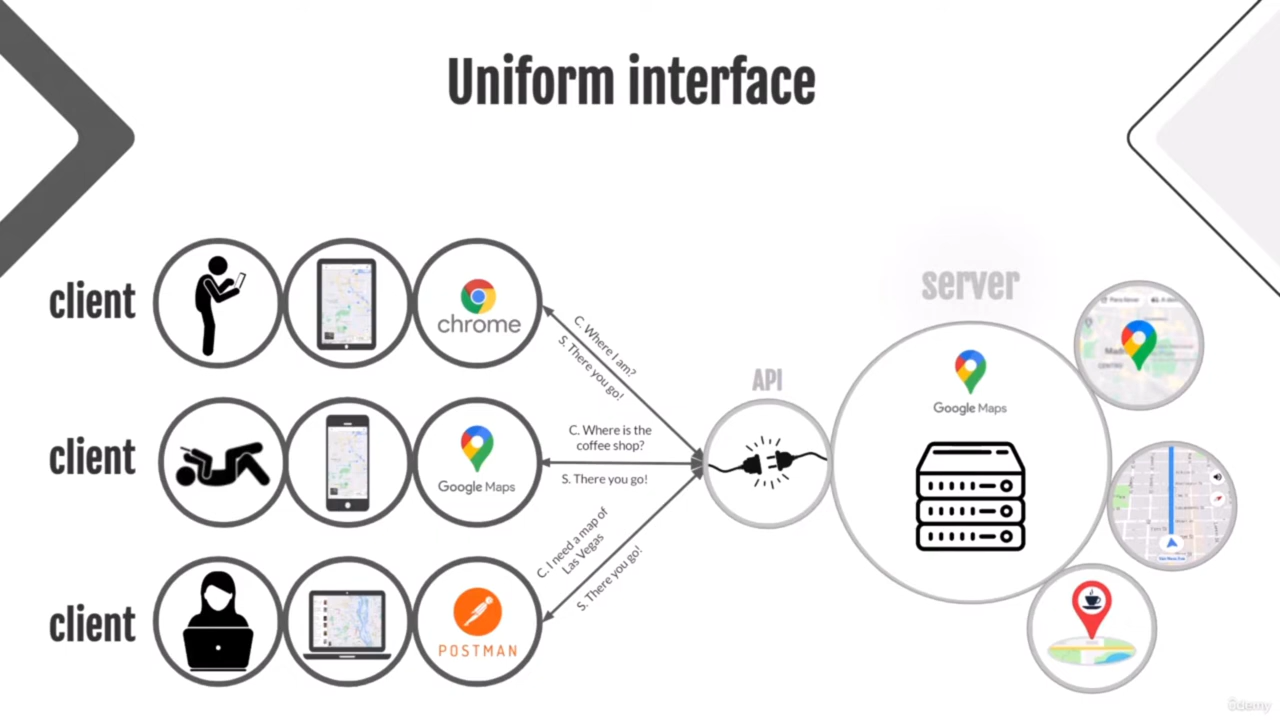 Uniform interface
client
chrome
C. Where I am?
S. There you go!
client
Google Maps
C. Where is the
coffee shop?
S. There you go!
client
POSTMAN
C. I need a map of
Las Vegas
S. There you go!
API
server
Google Maps
ûdemy